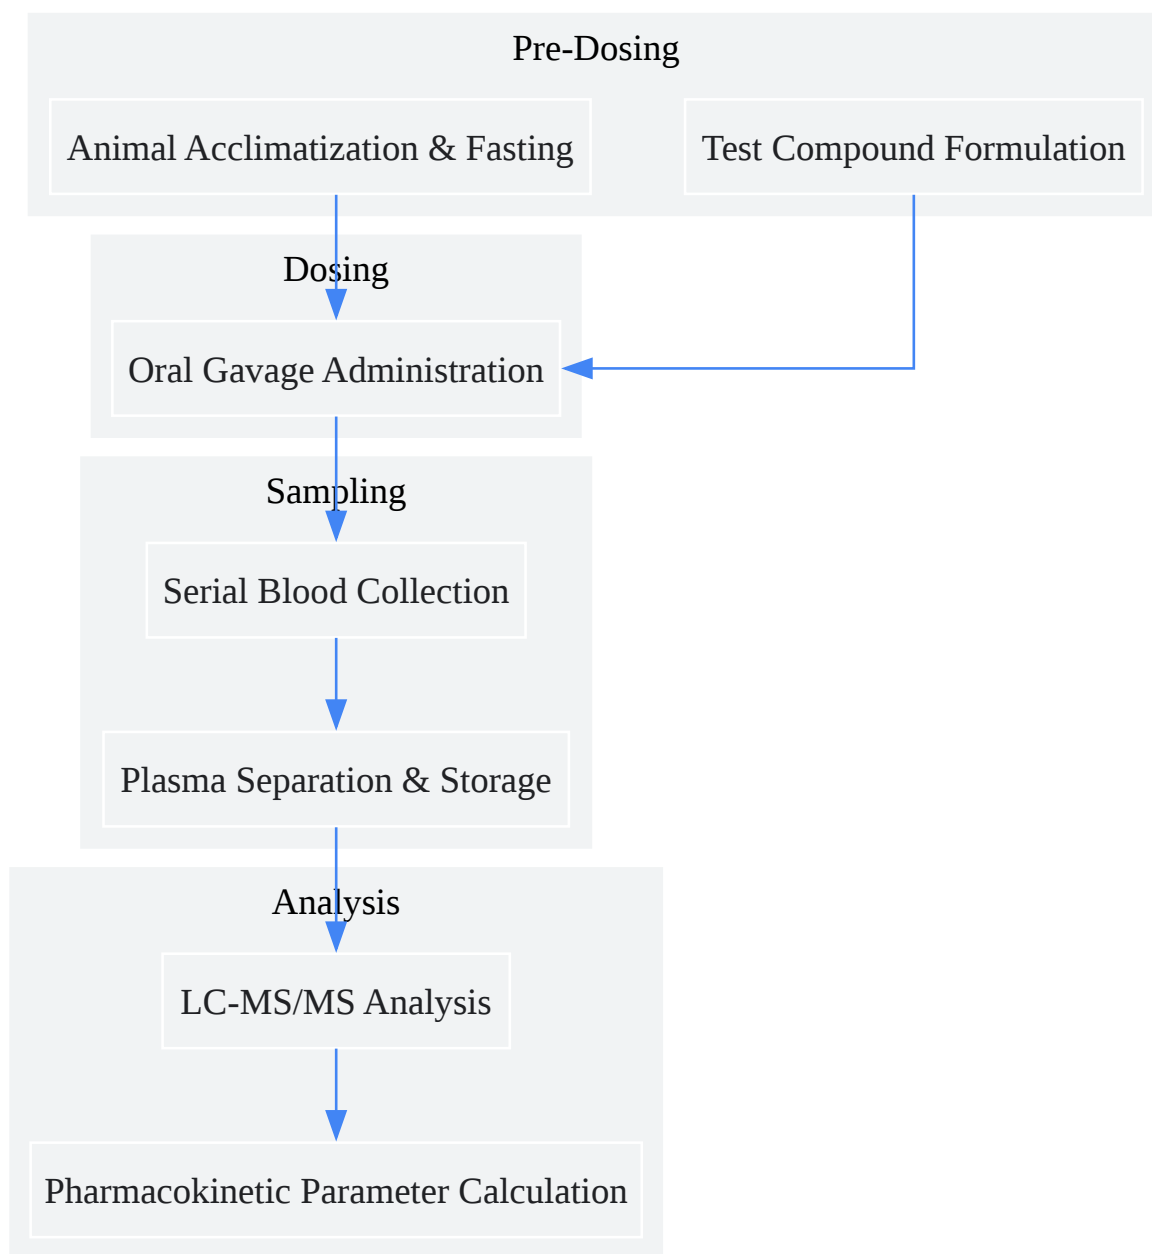 Pre-Dosing
Animal Acclimatization & Fasting
Test Compound Formulation
Dosing
Oral Gavage Administration
Sampling
Serial Blood Collection
Plasma Separation & Storage
Analysis
LC-MS/MS Analysis
Pharmacokinetic Parameter Calculation